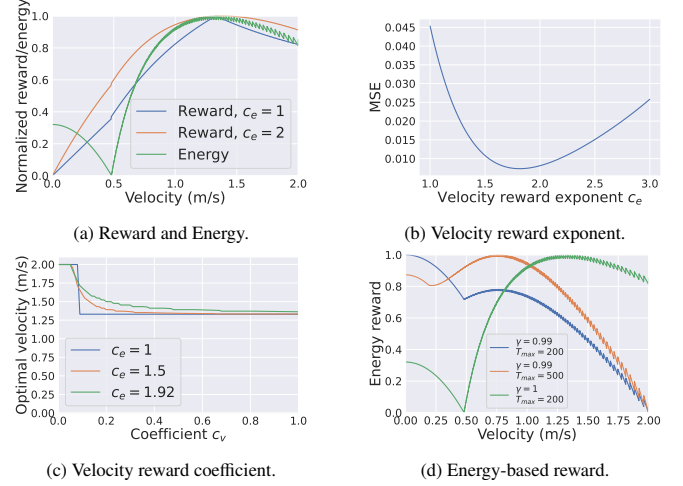 Normalized reward/energy
1.0
0.8
0.6
0.4
0.2
0.0
0.0 0.5 1.0 1.5 2.0
Velocity (m/s)
Reward, c_e = 1
Reward, c_e = 2
Energy
(a) Reward and Energy.
MSE
0.045
0.040
0.035
0.030
0.025
0.020
0.015
0.010
1.0 1.5 2.0 2.5 3.0
Velocity reward exponent c_e
(b) Velocity reward exponent.
Optimal velocity (m/s)
2.00
1.75
1.50
1.25
1.00
0.75
0.50
0.25
0.00
0.0 0.2 0.4 0.6 0.8 1.0
Coefficient c_v
c_e = 1
c_e = 1.5
c_e = 1.92
(c) Velocity reward coefficient.
Energy reward
1.0
0.8
0.6
0.4
0.2
0.0
0.00 0.25 0.50 0.75 1.00 1.25 1.50 1.75 2.00
Velocity (m/s)
γ = 0.99
T_max = 200
γ = 0.99
T_max = 500
γ = 1
T_max = 200
(d) Energy-based reward.